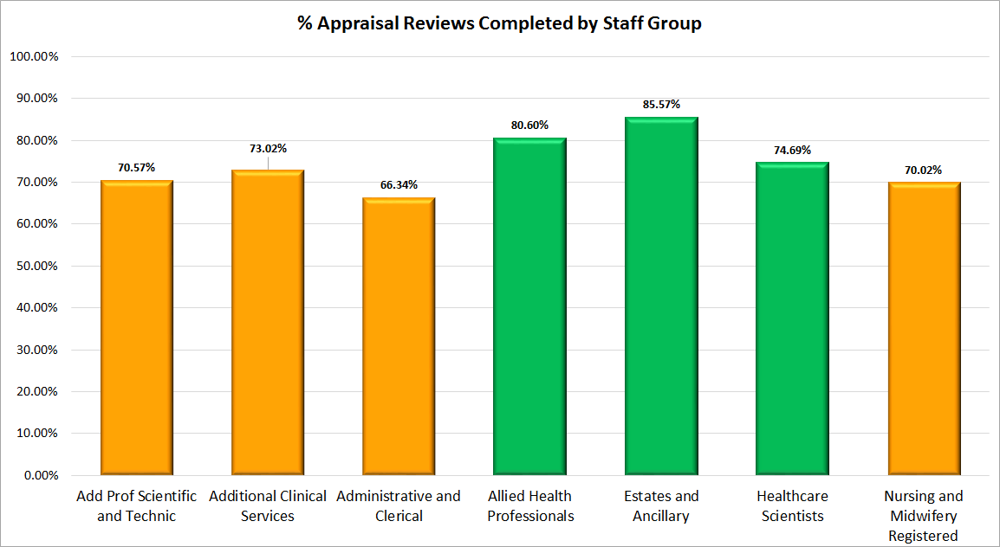 % Appraisal Reviews Completed by Staff Group
100.00%
90.00%
80.00%
70.00%
60.00%
50.00%
40.00%
30.00%
20.00%
10.00%
0.00%
70.57%
73.02%
66.34%
80.60%
85.57%
74.69%
70.02%
Add Prof Scientific
and Technic
Additional Clinical
Services
Administrative and
Clerical
Allied Health
Professionals
Estates and
Ancillary
Healthcare
Scientists
Nursing and
Midwifery
Registered